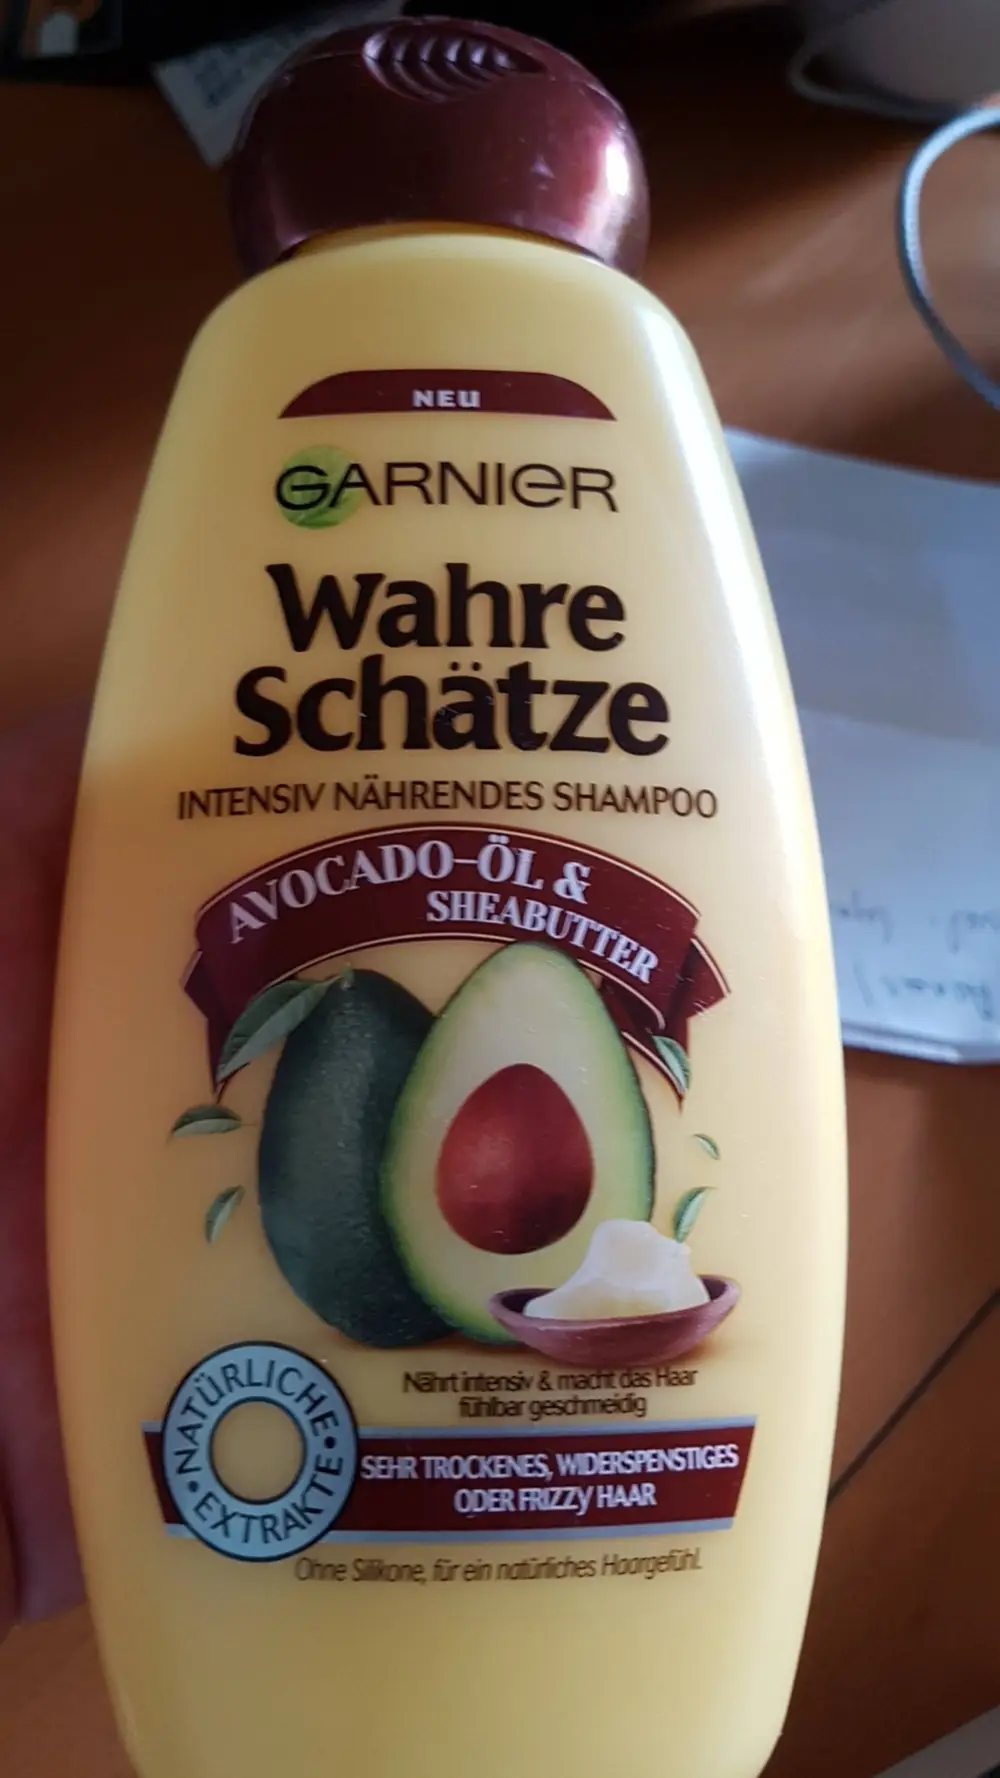 NEU
GARNIER
Wahre
Schätze
INTENSIV NÄHRENDES SHAMPOO
AVOCADO-ÖL &
SHEABUTTER
Nährt intensiv & macht das Haar
fühlbar geschmeidig
NATÜRLICHE
EXTRAKTE
SEHR TROCKENES, WIDERSPENSTIGES
ODER FRIZZY HAAR
Ohne Silikone, für ein natürliches Haargefühl.